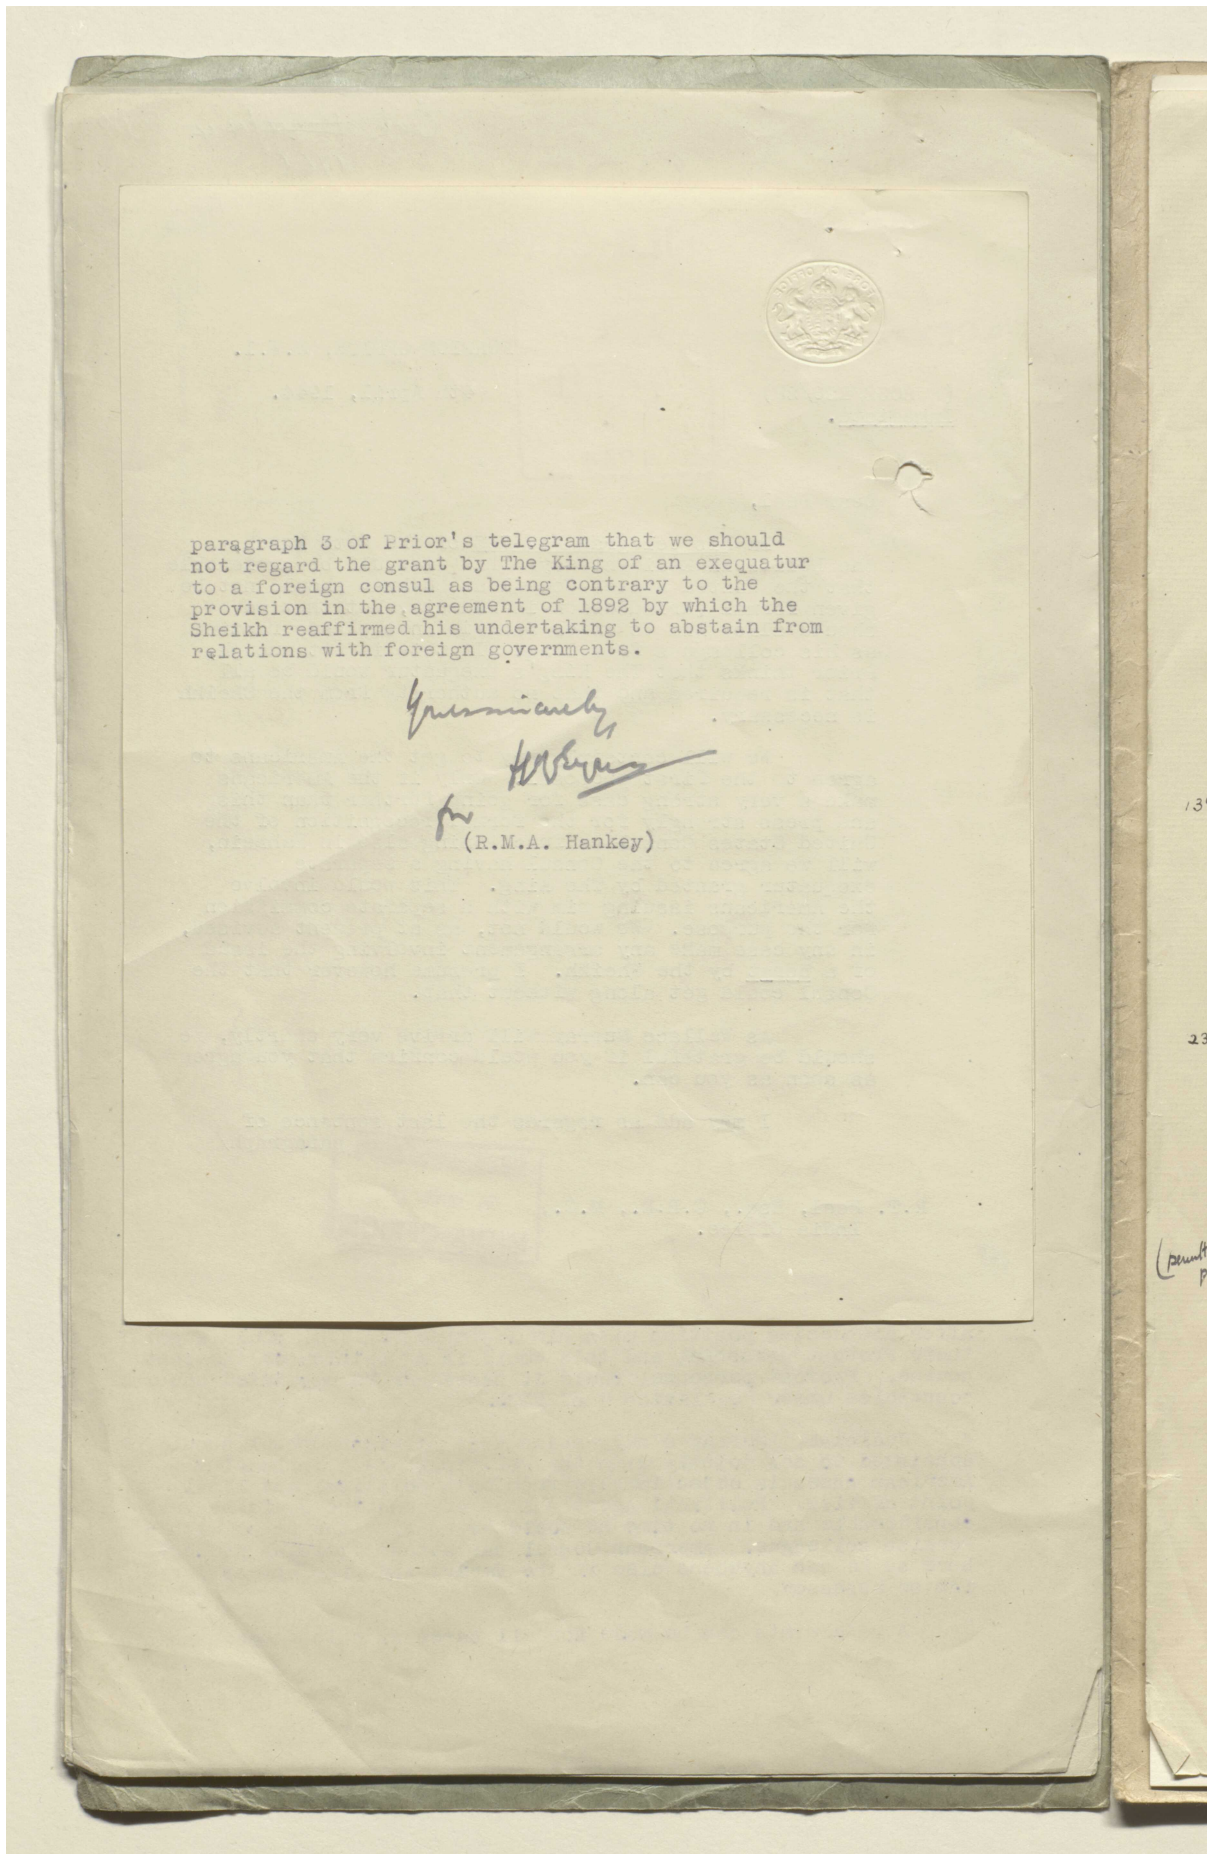 paragraph 3 of Prior's telegram that we should
not regard the grant by The King of an exequatur
to a foreign consul as being contrary to the
provision in the agreement of 1892 by which the
Sheikh reaffirmed his undertaking to abstain from
relations with foreign governments.
Yours sincerely
for
(R.M.A. Hankey)